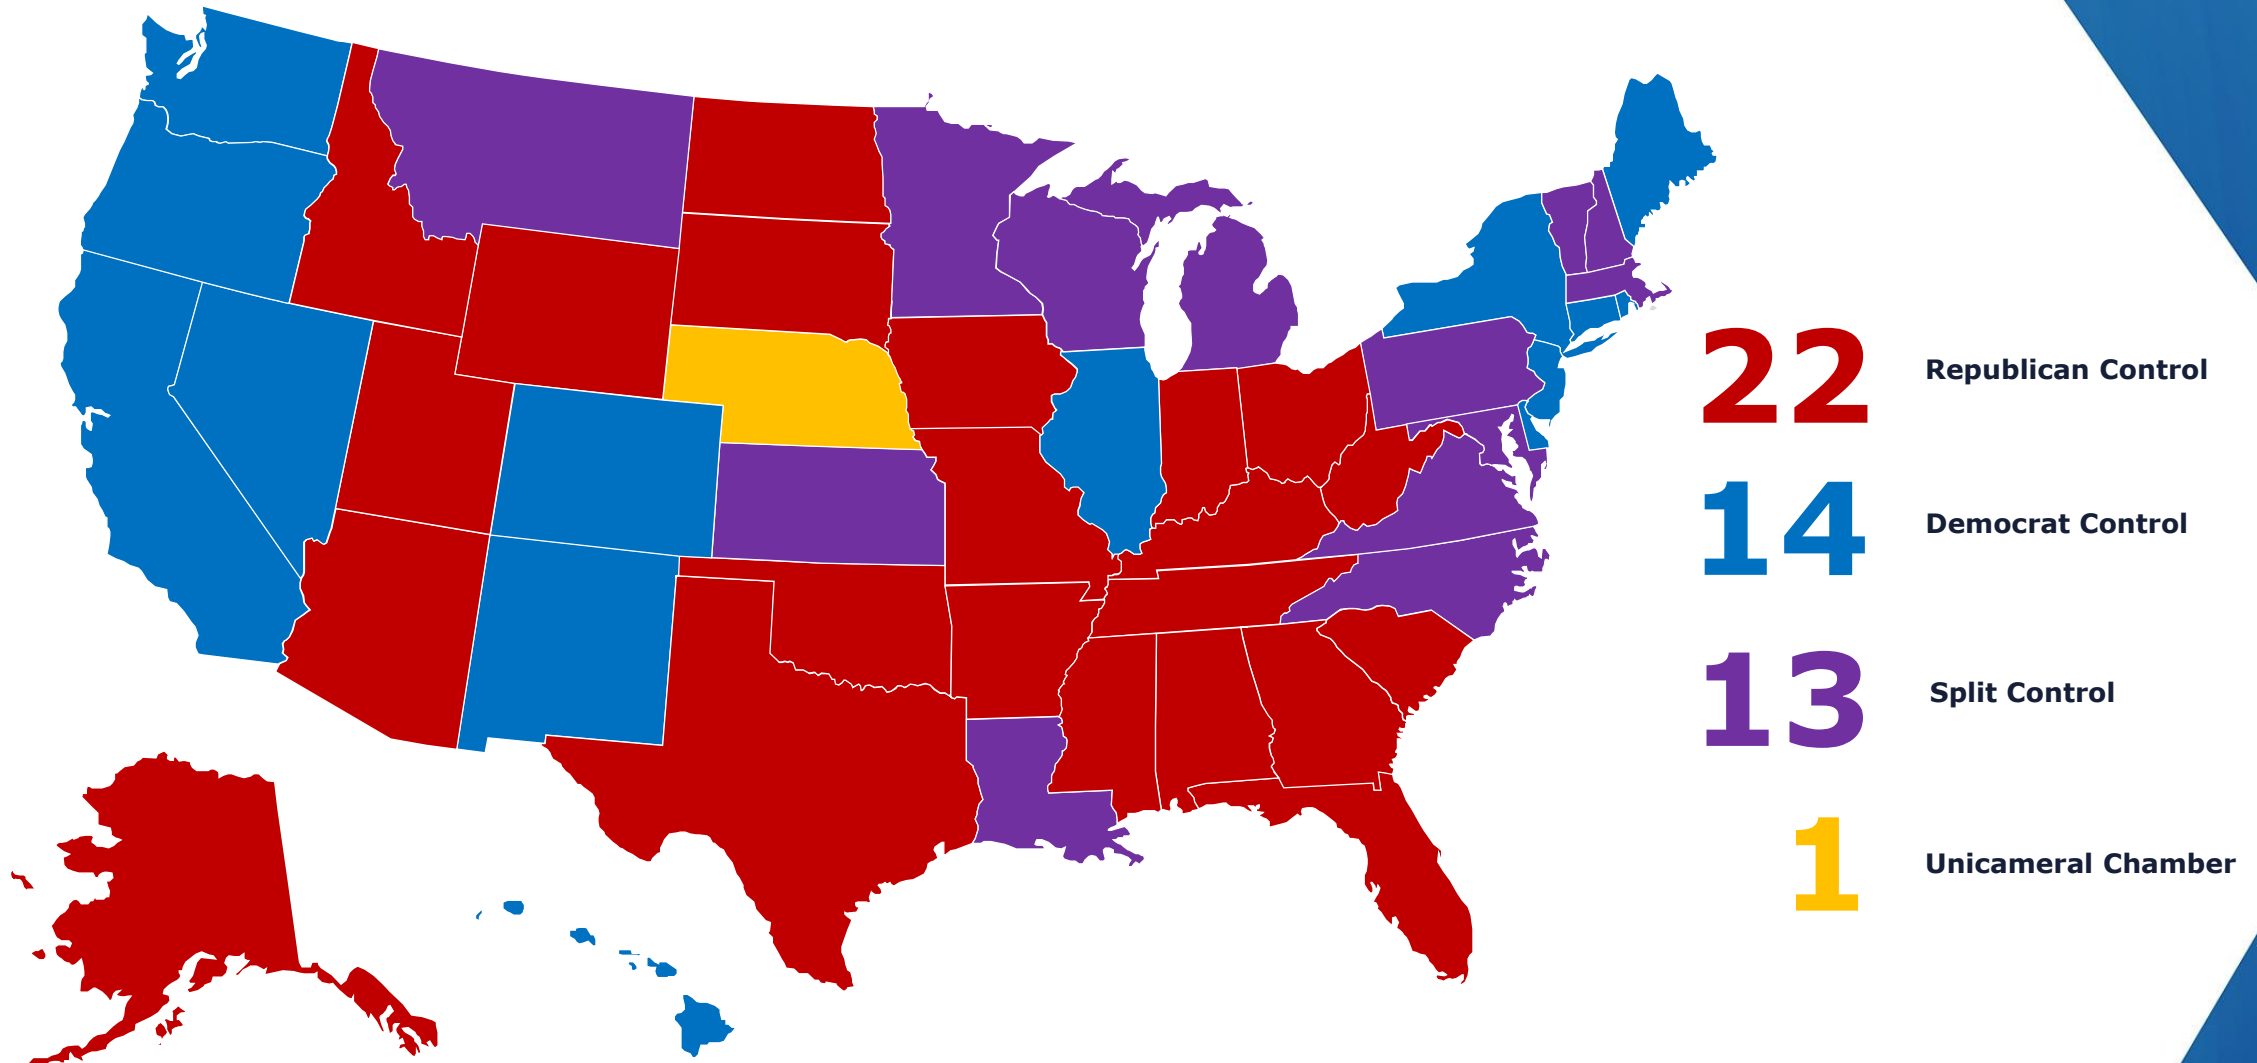 22 Republican Control
14 Democrat Control
13 Split Control
1 Unicameral Chamber